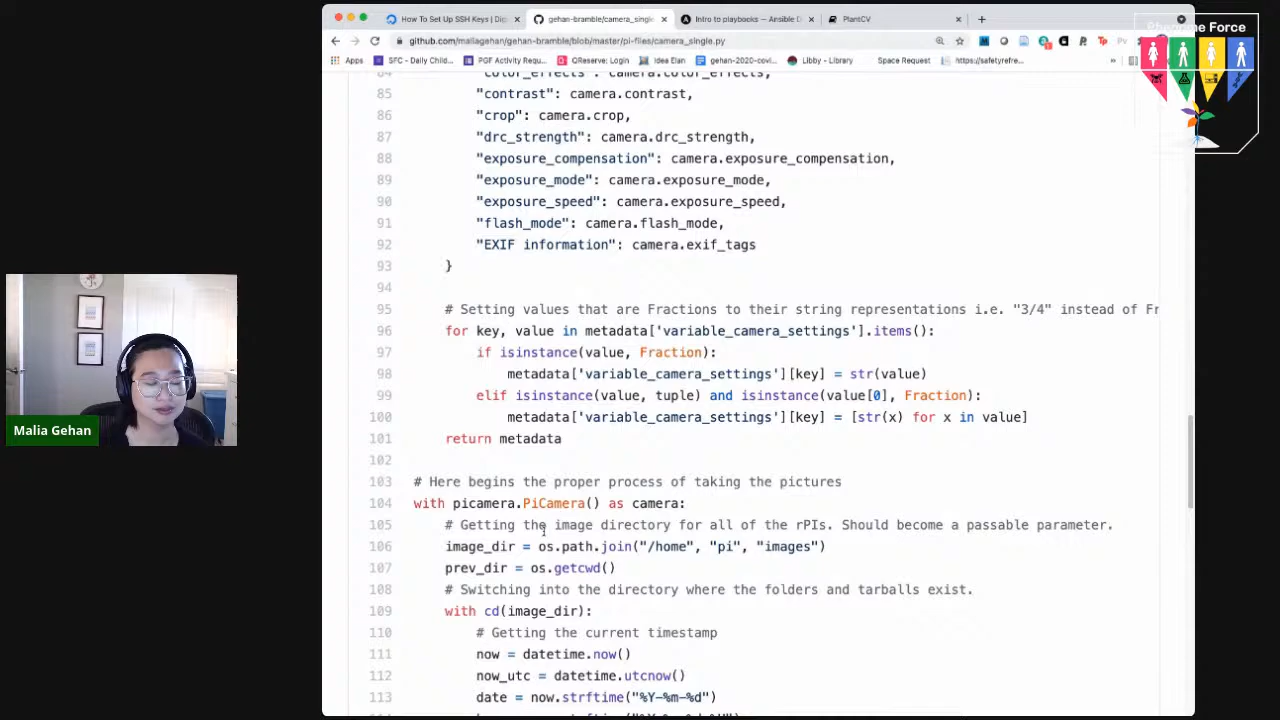 How To Set Up SSH Keys | Dig
gehan-bramble/camera_single
Intro to playbooks — Ansible D
PlantCV
github.com/maliagehan/gehan-bramble/blob/master/pi-files/camera_single.py
Apps
SFC - Daily Child...
PGF Activity Requ...
QReserve: Login
Idea Elan
gehan-2020-covi...
Libby - Library
Space Request
https://safetyrefre...
Phenome Force
"color_effects": camera.color_effects,
85 "contrast": camera.contrast,
86 "crop": camera.crop,
87 "drc_strength": camera.drc_strength,
88 "exposure_compensation": camera.exposure_compensation,
89 "exposure_mode": camera.exposure_mode,
90 "exposure_speed": camera.exposure_speed,
91 "flash_mode": camera.flash_mode,
92 "EXIF information": camera.exif_tags
93 }
94
95 # Setting values that are Fractions to their string representations i.e. "3/4" instead of Fr
96 for key, value in metadata['variable_camera_settings'].items():
97 if isinstance(value, Fraction):
98 metadata['variable_camera_settings'][key] = str(value)
99 elif isinstance(value, tuple) and isinstance(value[0], Fraction):
100 metadata['variable_camera_settings'][key] = [str(x) for x in value]
101 return metadata
102
103 # Here begins the proper process of taking the pictures
104 with picamera.PiCamera() as camera:
105 # Getting the image directory for all of the rPIs. Should become a passable parameter.
106 image_dir = os.path.join("/home", "pi", "images")
107 prev_dir = os.getcwd()
108 # Switching into the directory where the folders and tarballs exist.
109 with cd(image_dir):
110 # Getting the current timestamp
111 now = datetime.now()
112 now_utc = datetime.utcnow()
113 date = now.strftime("%Y-%m-%d")
Malia Gehan